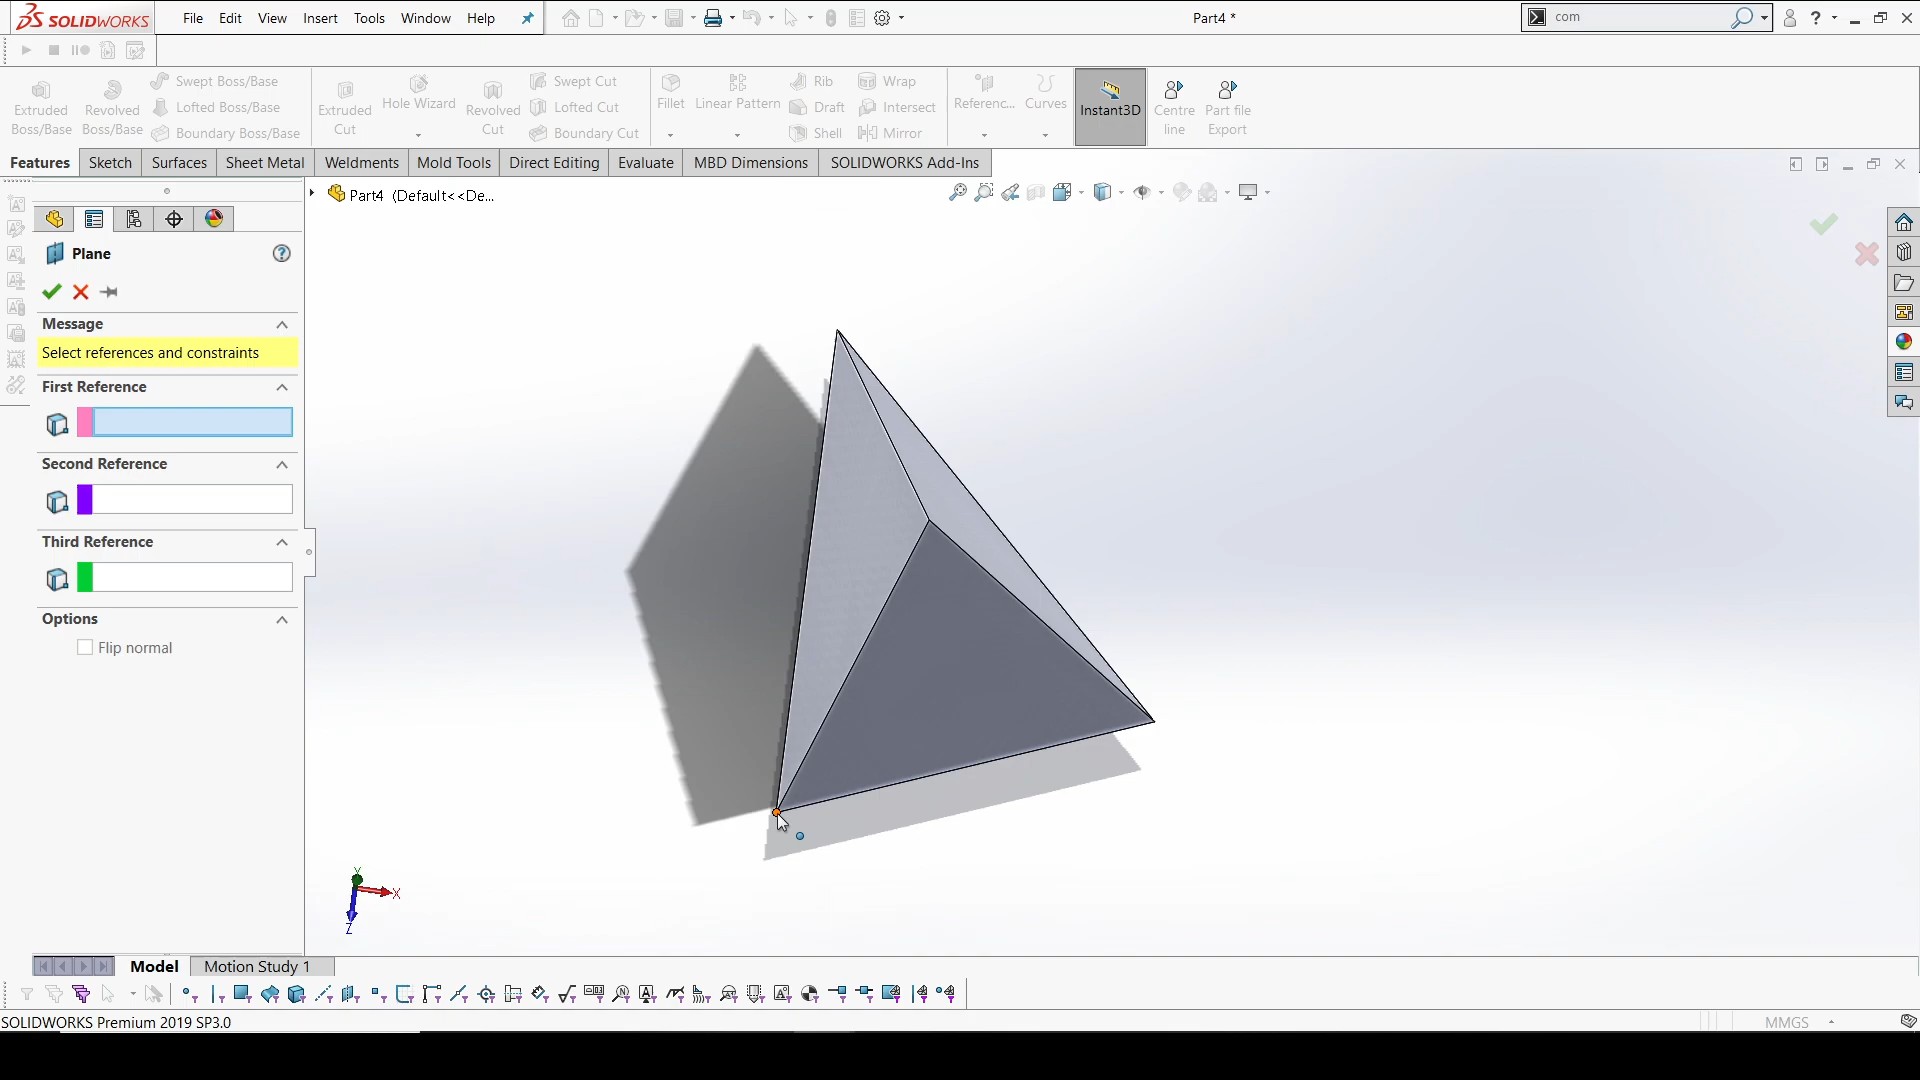 SOLIDWORKS File Edit View Insert Tools Window Help Part4 * com
Extruded Boss/Base
Revolved Boss/Base
Swept Boss/Base
Lofted Boss/Base
Boundary Boss/Base
Extruded Cut
Hole Wizard
Revolved Cut
Swept Cut
Lofted Cut
Boundary Cut
Fillet
Linear Pattern
Rib
Draft
Shell
Wrap
Intersect
Mirror
Referenc...
Curves
Instant3D
Centre line
Part file Export
Features Sketch Surfaces Sheet Metal Weldments Mold Tools Direct Editing Evaluate MBD Dimensions SOLIDWORKS Add-Ins
Part4 (Default<<De...
Plane
Message
Select references and constraints
First Reference
Second Reference
Third Reference
Options
Flip normal
Y
X
Z
Model Motion Study 1
SOLIDWORKS Premium 2019 SP3.0 MMGS